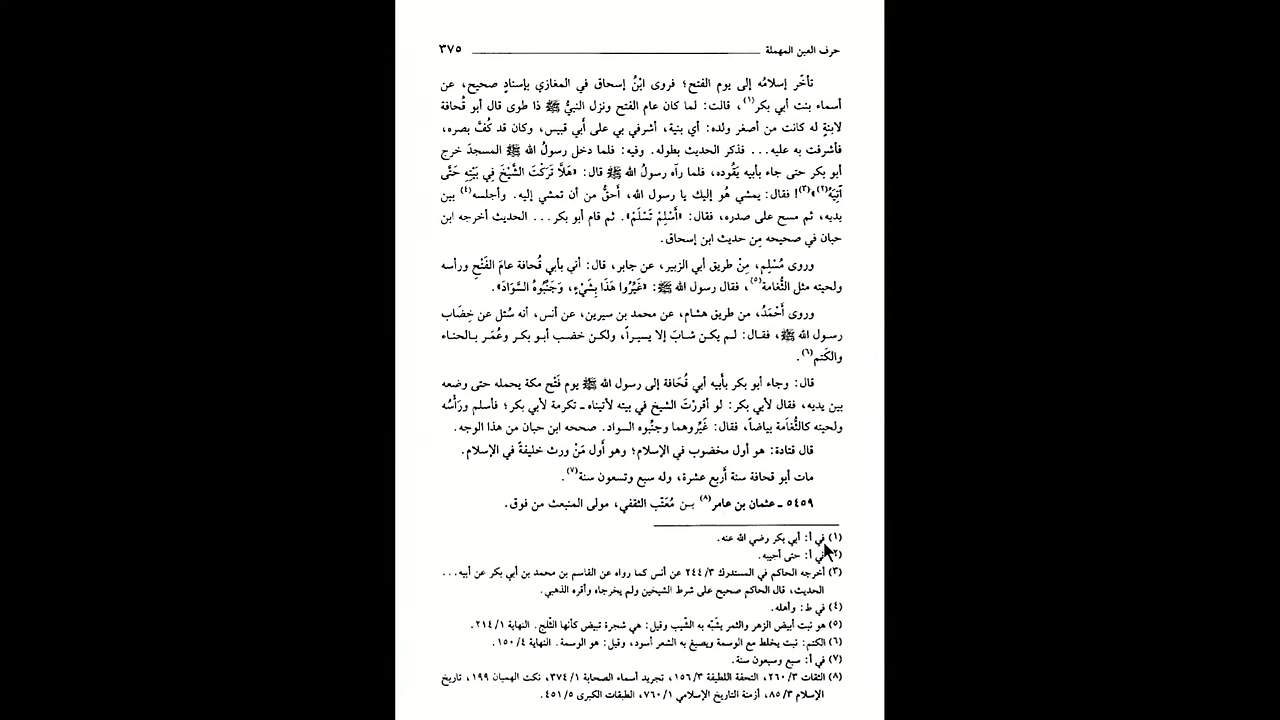 حرف العين المهملة ٣٧٥
تأخّر إسلامُه إلى يوم الفتح؛ فروى ابْنُ إسحاق في المغازي بإسنادٍ صحيح، عن
أسماء بنت أبي بكر(١)، قالت: لما كان عام الفتح ونزل النبيُّ ﷺ ذا طوى قال أبو قُحافة
لابنةٍ له كانت من أصغر ولده: أي بنية، أشرفي بي على أبي قبيس، وكان قد كُفَّ بصره،
فأشرفت به عليه... فذكر الحديث بطوله. وفيه: فلما دخل رسولُ الله ﷺ المسجدَ خرج
أبو بكر حتى جاء بأبيه يَقُوده، فلما رآه رسولُ الله ﷺ قال: «هَلَّا تَرَكْتَ الشَّيْخَ فِي بَيْتِهِ حَتَّى
آتِيَهُ(٢)»(٣)! فقال: يمشي هُو إليك يا رسول الله، أَحقُّ من أن تمشي إليه. وأجلسه(٤) بين
يديه، ثم مسح على صدره، فقال: «أَسْلِمْ تَسْلَمْ». ثم قام أبو بكر... الحديث أخرجه ابن
حبان في صحيحه مِن حديث ابن إسحاق.
وروى مُسْلِم، مِنْ طريق أبي الزبير، عن جابر، قال: أني بأبي قُحافة عامَ الفَتْحِ ورأسه
ولحيته مثل الثُّغامة(٥)، فقال رسول الله ﷺ: «غَيِّرُوا هَذَا بِشَيْءٍ، وَجَنِّبُوهُ السَّوَادَ».
وروى أَحْمَدُ، من طريق هشام، عن محمد بن سيرين، عن أنس، أنه سُئل عن خِضَاب
رسول الله ﷺ، فقال: لم يكن شابَ إلا يسيراً، ولكن خضب أبو بكر وعُمَر بالحناء
والكَتم(٦).
قال: وجاء أبو بكر بأبيه أبي قُحَافة إلى رسول الله ﷺ يوم فَتْح مكة يحمله حتى وضعه
بين يديه، فقال لأبي بكر: لو أقررْتَ الشيخ في بيته لأتيناه ـ تكرمة لأبي بكر؛ فأسلم ورَأْسُه
ولحيته كالثُّغَامة بياضاً، فقال: غَيِّروهما وجنِّبوه السواد. صححه ابن حبان من هذا الوجه.
قال قتادة: هو أول مخضوب في الإسلام؛ وهو أول مَنْ ورث خليفةً في الإسلام.
مات أبو قحافة سنة أربع عشرة، وله سبع وتسعون سنة(٧).
٥٤٥٩ ـ عثمان بن عامر(٨) بـن مُعَتّب الثقفي، مولى المنبعث من فوق.
(١) في أ: أبي بكر رضي الله عنه.
(٢) في أ: حتى أجيبه.
(٣) أخرجه الحاكم في المستدرك ٣/ ٢٤٤ عن أنس كما رواه عن القاسم بن محمد بن أبي بكر عن أبيه...
الحديث، قال الحاكم صحيح على شرط الشيخين ولم يخرجاه وأقره الذهبي.
(٤) في ط: وأهله.
(٥) هو نبت أبيض الزهر والثمر يشبّه به الشّيب وقيل: هي شجرة تبيض كأنها الثّلج. النهاية ١/ ٢١٤.
(٦) الكتم: نبت يخلط مع الوسمة ويصبغ به الشعر أسود، وقيل: هو الوسمة. النهاية ٤/ ١٥٠.
(٧) في أ: سبع وسبعون سنة.
(٨) الثقات ٣/ ٢٦٠، التحفة اللطيفة ٣/ ١٥٦، تجريد أسماء الصحابة ١/ ٣٧٤، نكت الهميان ١٩٩، تاريخ
الإسلام ٣/ ٨٥، أزمنة التاريخ الإسلامي ١/ ٧٦٠، الطبقات الكبرى ٥/ ٤٥١.